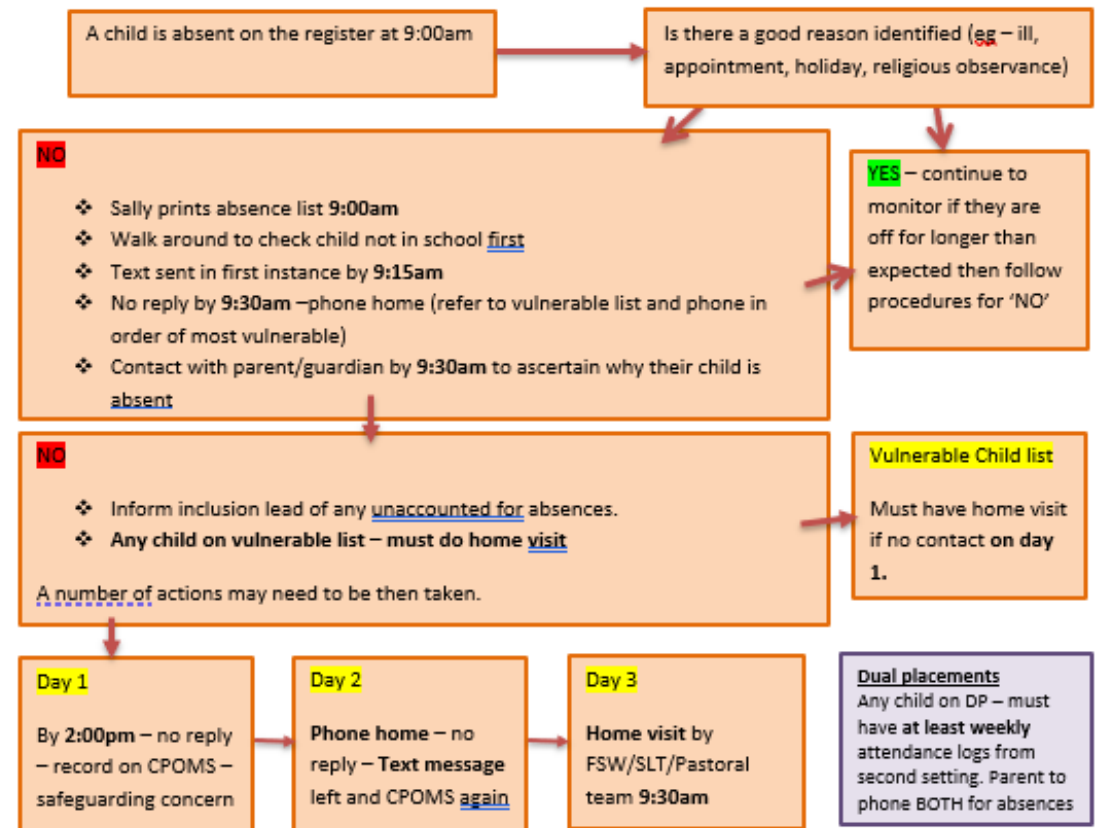 A child is absent on the register at 9:00am
Is there a good reason identified (eg – ill,
appointment, holiday, religious observance)
NO
❖ Sally prints absence list 9:00am
❖ Walk around to check child not in school first
❖ Text sent in first instance by 9:15am
❖ No reply by 9:30am –phone home (refer to vulnerable list and phone in
order of most vulnerable)
❖ Contact with parent/guardian by 9:30am to ascertain why their child is
absent
YES – continue to
monitor if they are
off for longer than
expected then follow
procedures for ‘NO’
NO
❖ Inform inclusion lead of any unaccounted for absences.
❖ Any child on vulnerable list – must do home visit
A number of actions may need to be then taken.
Vulnerable Child list
Must have home visit
if no contact on day
1.
Day 1
By 2:00pm – no reply
– record on CPOMS –
safeguarding concern
Day 2
Phone home – no
reply – Text message
left and CPOMS again
Day 3
Home visit by
FSW/SLT/Pastoral
team 9:30am
Dual placements
Any child on DP – must
have at least weekly
attendance logs from
second setting. Parent to
phone BOTH for absences